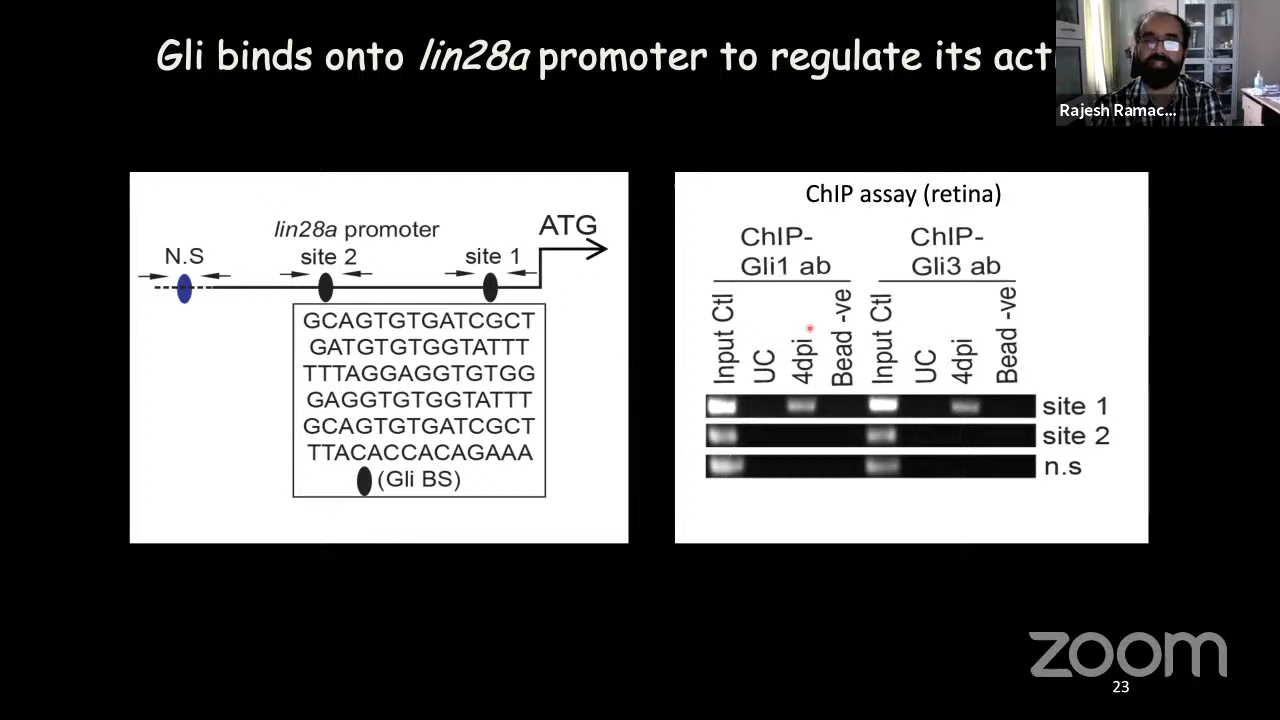 Gli binds onto lin28a promoter to regulate its act
Rajesh Ramac...
lin28a promoter
ATG
N.S
site 2
site 1
GCAGTGTGATCGCT
GATGTGTGGTATTT
TTTAGGAGGTGTGG
GAGGTGTGGTATTT
GCAGTGTGATCGCT
TTACACCACAGAAA
(Gli BS)
ChIP assay (retina)
ChIP-
Gli1 ab
ChIP-
Gli3 ab
Input Ctl
UC
4dpi
Bead -ve
Input Ctl
UC
4dpi
Bead -ve
site 1
site 2
n.s
zoom
23